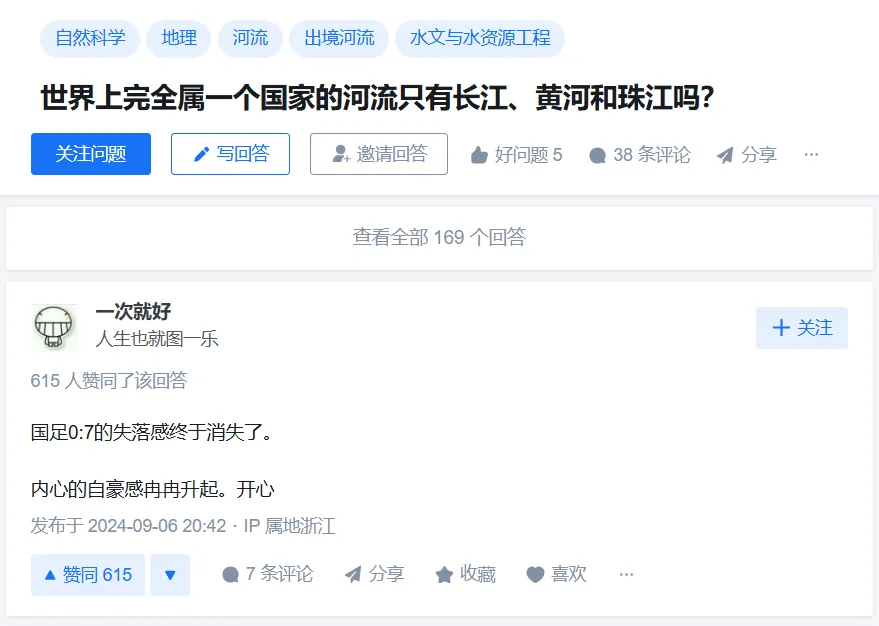 自然科学 地理 河流 出境河流 水文与水资源工程
世界上完全属一个国家的河流只有长江、黄河和珠江吗?
关注问题 写回答 邀请回答 好问题 5 38 条评论 分享 ···
查看全部 169 个回答
一次就好
人生也就图一乐
+ 关注
615 人赞同了该回答
国足0:7的失落感终于消失了。
内心的自豪感冉冉升起。开心
发布于 2024-09-06 20:42 · IP 属地浙江
赞同 615 7 条评论 分享 收藏 喜欢 ···